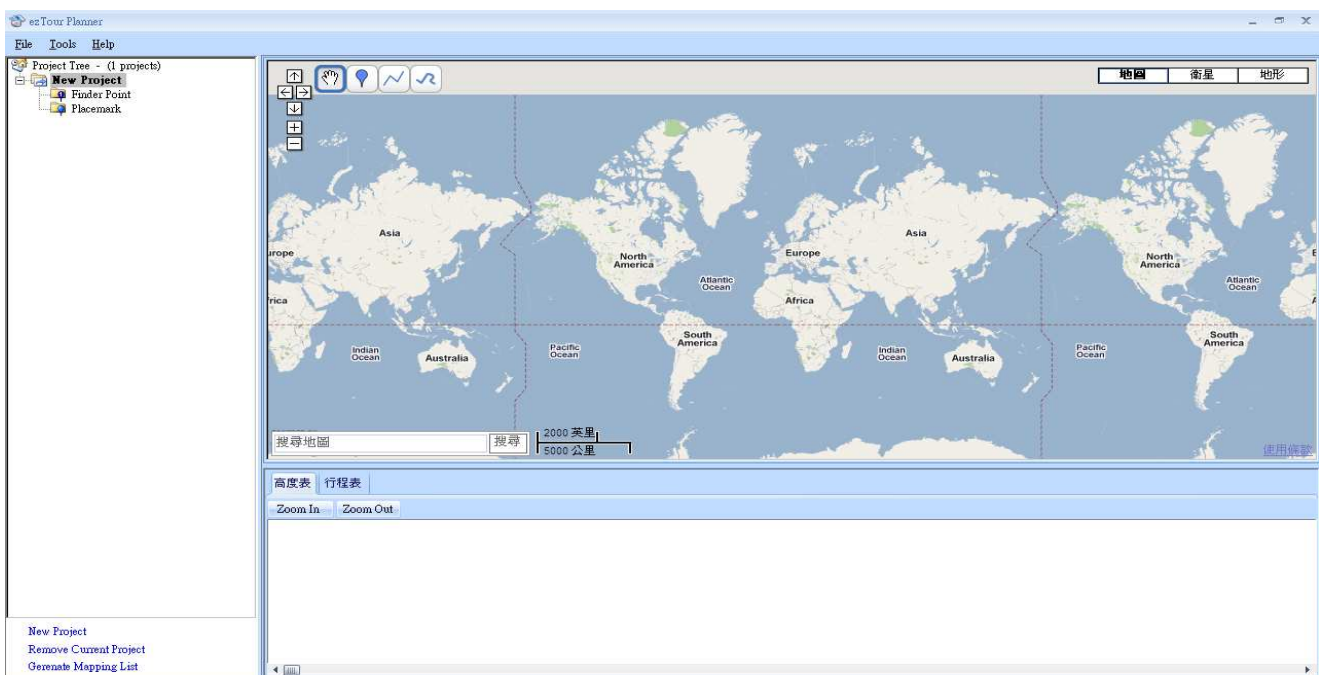 ezTour Planner
File Tools Help
Project Tree - (1 projects)
New Project
Finder Point
Placemark
New Project
Remove Current Project
Gerenate Mapping List
地圖 衛星 地形
Asia North America Atlantic Ocean Europe Asia North America Atlantic Ocean E
urope
rica Africa
Indian Ocean Australia Pacific Ocean South America Indian Ocean Australia Pacific Ocean South America
搜尋地圖 搜尋
2000 英里
5000 公里
使用條款
高度表 行程表
Zoom In Zoom Out